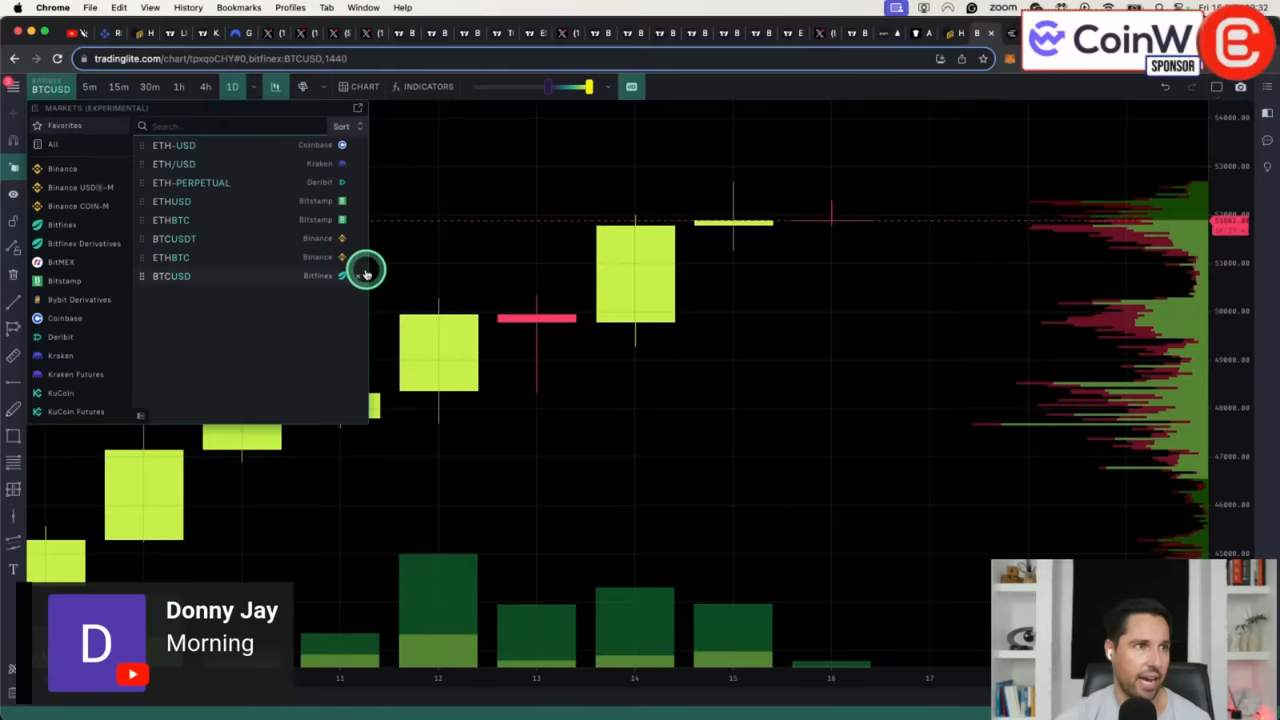 Chrome File Edit View History Bookmarks Profiles Tab Window Help
zoom
CoinW
SPONSOR
tradinglite.com/chart/tpxqoCHY#0,bitfinex:BTCUSD,1440
BITFINEX
BTCUSD
5m 15m 30m 1h 4h 1D CHART INDICATORS
MARKETS (EXPERIMENTAL)
Favorites
All
Binance
Binance USDⓈ-M
Binance COIN-M
Bitfinex
Bitfinex Derivatives
BitMEX
Bitstamp
Bybit Derivatives
Coinbase
Deribit
Kraken
Kraken Futures
KuCoin
KuCoin Futures
Search... Sort
ETH-USD Coinbase
ETH/USD Kraken
ETH-PERPETUAL Deribit
ETHUSD Bitstamp
ETHBTC Bitstamp
BTCUSDT Binance
ETHBTC Binance
BTCUSD Bitfinex
54000.00
53000.00
51000.00
50000.00
49000.00
48000.00
47000.00
46000.00
45000.00
11 12 13 14 15 16 17
D
Donny Jay
Morning